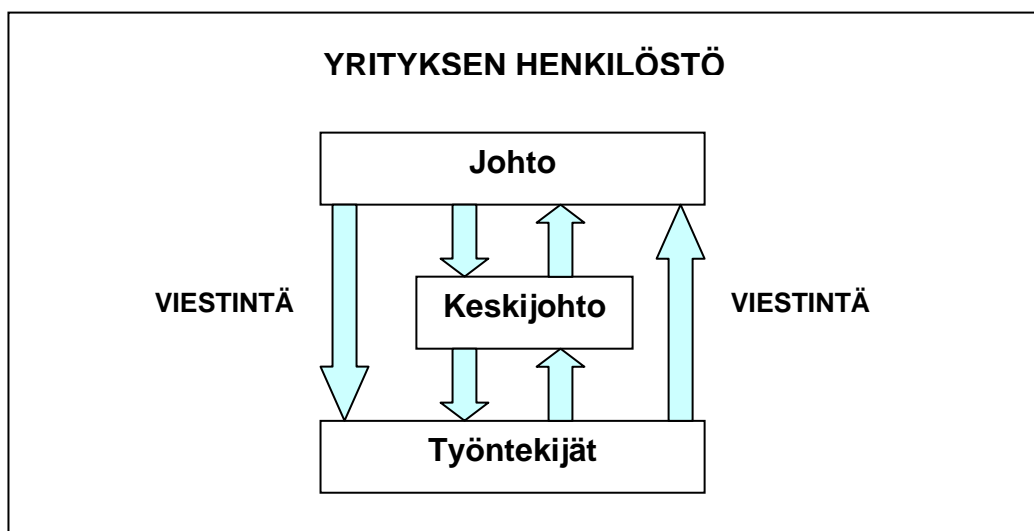 YRITYKSEN HENKILÖSTÖ
Johto
VIESTINTÄ
Keskijohto
VIESTINTÄ
Työntekijät